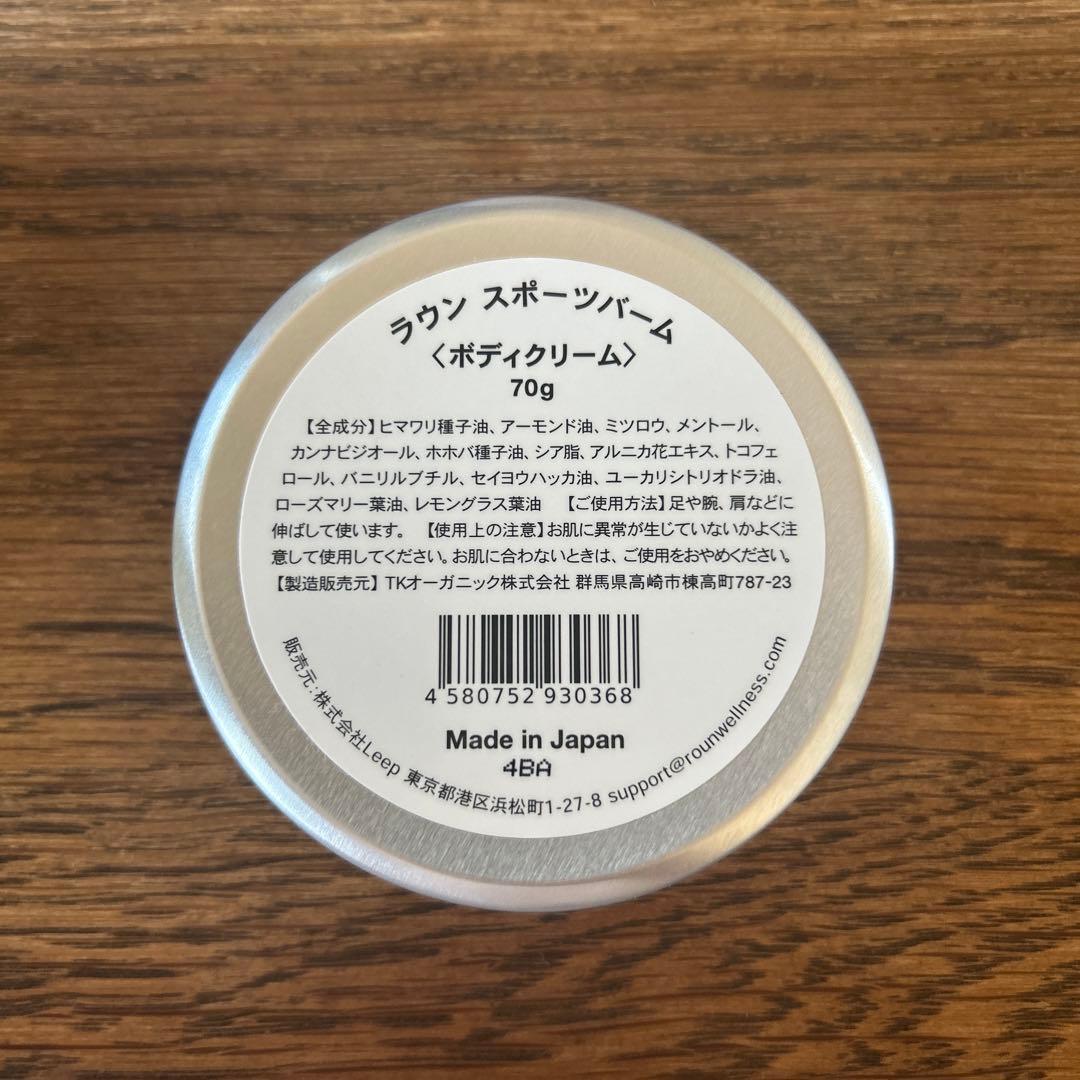 ラウン スポーツバーム
〈ボディクリーム〉
70g
【全成分】ヒマワリ種子油、アーモンド油、ミツロウ、メントール、
カンナビジオール、ホホバ種子油、シア脂、アルニカ花エキス、トコフェ
ロール、バニリルブチル、セイヨウハッカ油、ユーカリシトリオドラ油、
ローズマリー葉油、レモングラス葉油 【ご使用方法】足や腕、肩などに
伸ばして使います。 【使用上の注意】お肌に異常が生じていないかよく注
意して使用してください。お肌に合わないときは、ご使用をおやめください。
【製造販売元】TKオーガニック株式会社 群馬県高崎市棟高町787-23
4 580752 930368
Made in Japan
4BA
販売元:株式会社Leep 東京都港区浜松町1-27-8 support@rounwellness.com